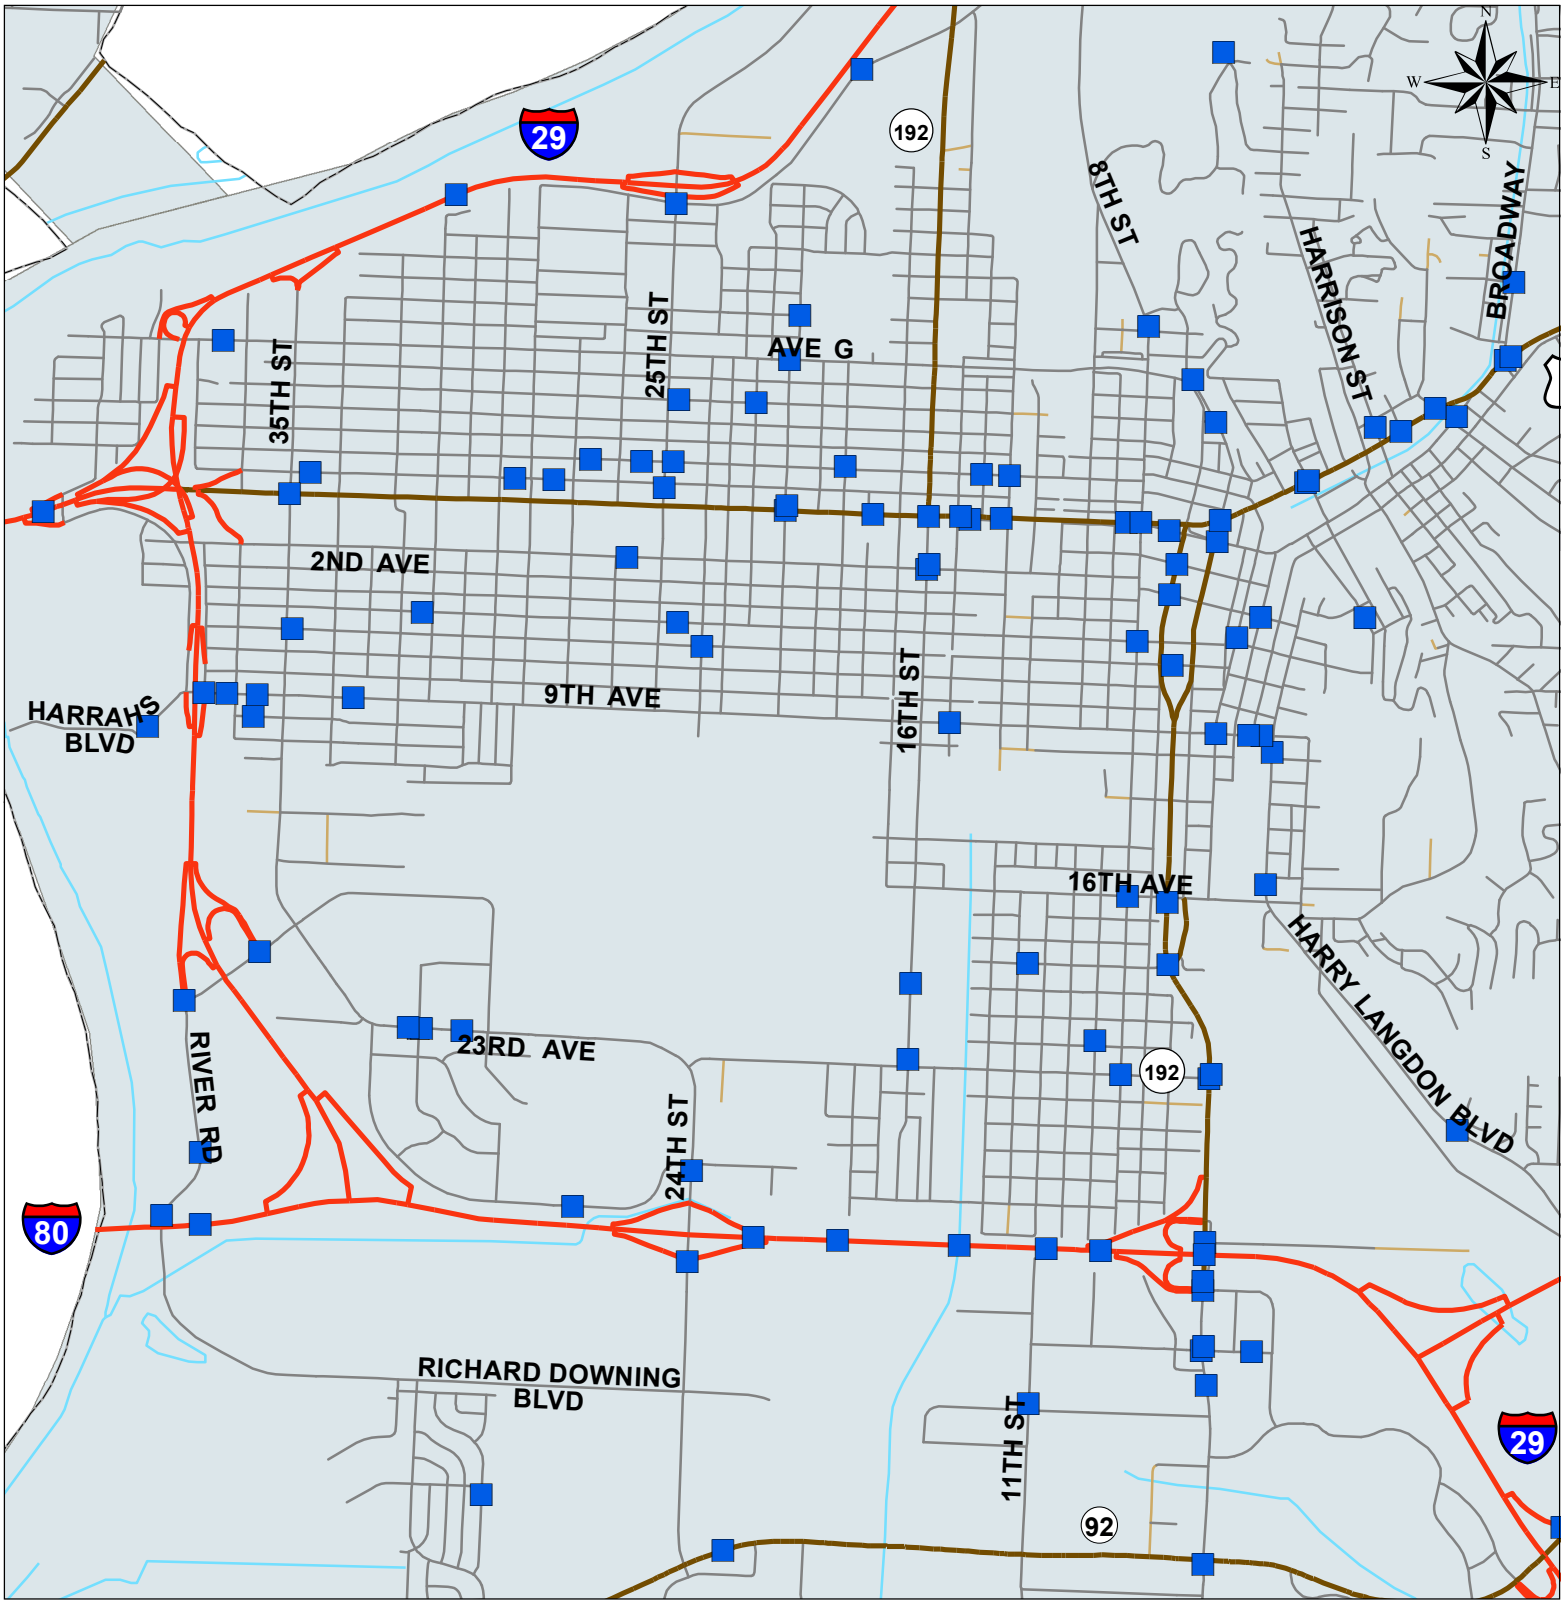 N
W
E
S
29
192
8TH ST
BROADWAY
HARRISON ST
25TH ST
AVE G
35TH ST
2ND AVE
16TH ST
9TH AVE
HARRAHS
BLVD
16TH AVE
HARRY LANGDON BLVD
23RD AVE
RIVER RD
192
24TH ST
80
RICHARD DOWNING
BLVD
11TH ST
29
92